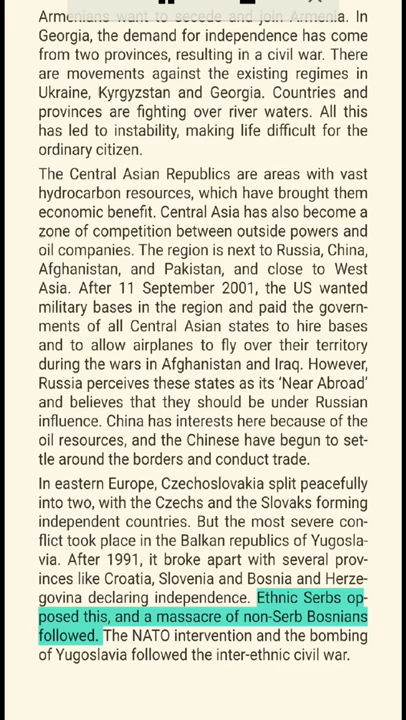 Armenians want to secede and join Armenia. In
Georgia, the demand for independence has come
from two provinces, resulting in a civil war. There
are movements against the existing regimes in
Ukraine, Kyrgyzstan and Georgia. Countries and
provinces are fighting over river waters. All this
has led to instability, making life difficult for the
ordinary citizen.
The Central Asian Republics are areas with vast
hydrocarbon resources, which have brought them
economic benefit. Central Asia has also become a
zone of competition between outside powers and
oil companies. The region is next to Russia, China,
Afghanistan, and Pakistan, and close to West
Asia. After 11 September 2001, the US wanted
military bases in the region and paid the govern-
ments of all Central Asian states to hire bases
and to allow airplanes to fly over their territory
during the wars in Afghanistan and Iraq. However,
Russia perceives these states as its ‘Near Abroad’
and believes that they should be under Russian
influence. China has interests here because of the
oil resources, and the Chinese have begun to set-
tle around the borders and conduct trade.
In eastern Europe, Czechoslovakia split peacefully
into two, with the Czechs and the Slovaks forming
independent countries. But the most severe con-
flict took place in the Balkan republics of Yugosla-
via. After 1991, it broke apart with several prov-
inces like Croatia, Slovenia and Bosnia and Herze-
govina declaring independence. Ethnic Serbs op-
posed this, and a massacre of non-Serb Bosnians
followed. The NATO intervention and the bombing
of Yugoslavia followed the inter-ethnic civil war.